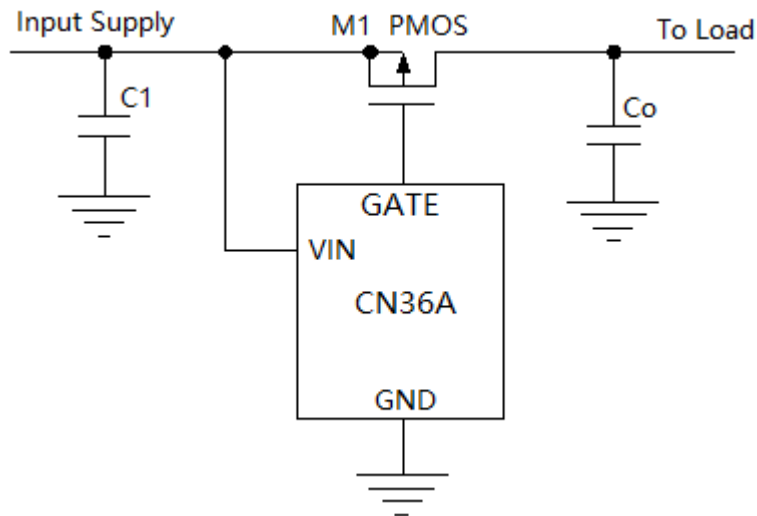 Input Supply
M1 PMOS
To Load
C1
Co
GATE
VIN
CN36A
GND